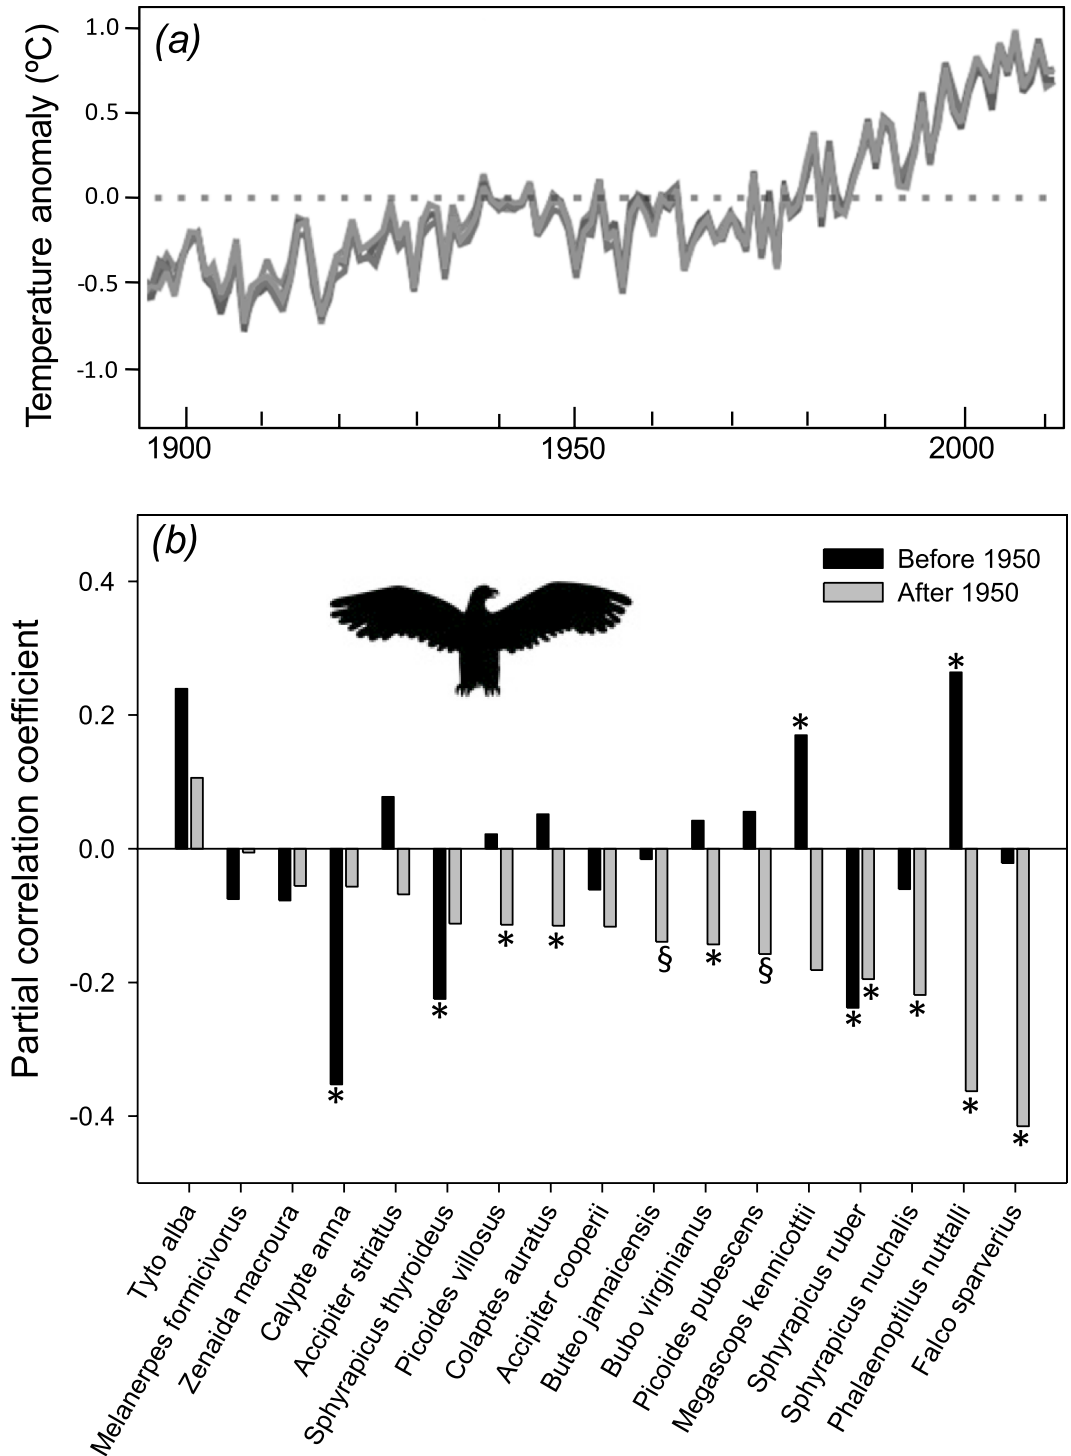 (a)
Temperature anomaly (ºC)
1.0
0.5
0.0
-0.5
-1.0
1900 1950 2000
(b)
Before 1950
After 1950
Partial correlation coefficient
0.4
0.2
0.0
-0.2
-0.4
*
*
*
*
*
*
*
*
*
*
*
*
*
§
§
Tyto alba
Melanerpes formicivorus
Zenaida macroura
Calypte anna
Accipiter striatus
Sphyrapicus thyroideus
Picoides villosus
Colaptes auratus
Accipiter cooperii
Buteo jamaicensis
Bubo virginianus
Picoides pubescens
Megascops kennicottii
Sphyrapicus ruber
Sphyrapicus nuchalis
Phalaenoptilus nuttalli
Falco sparverius